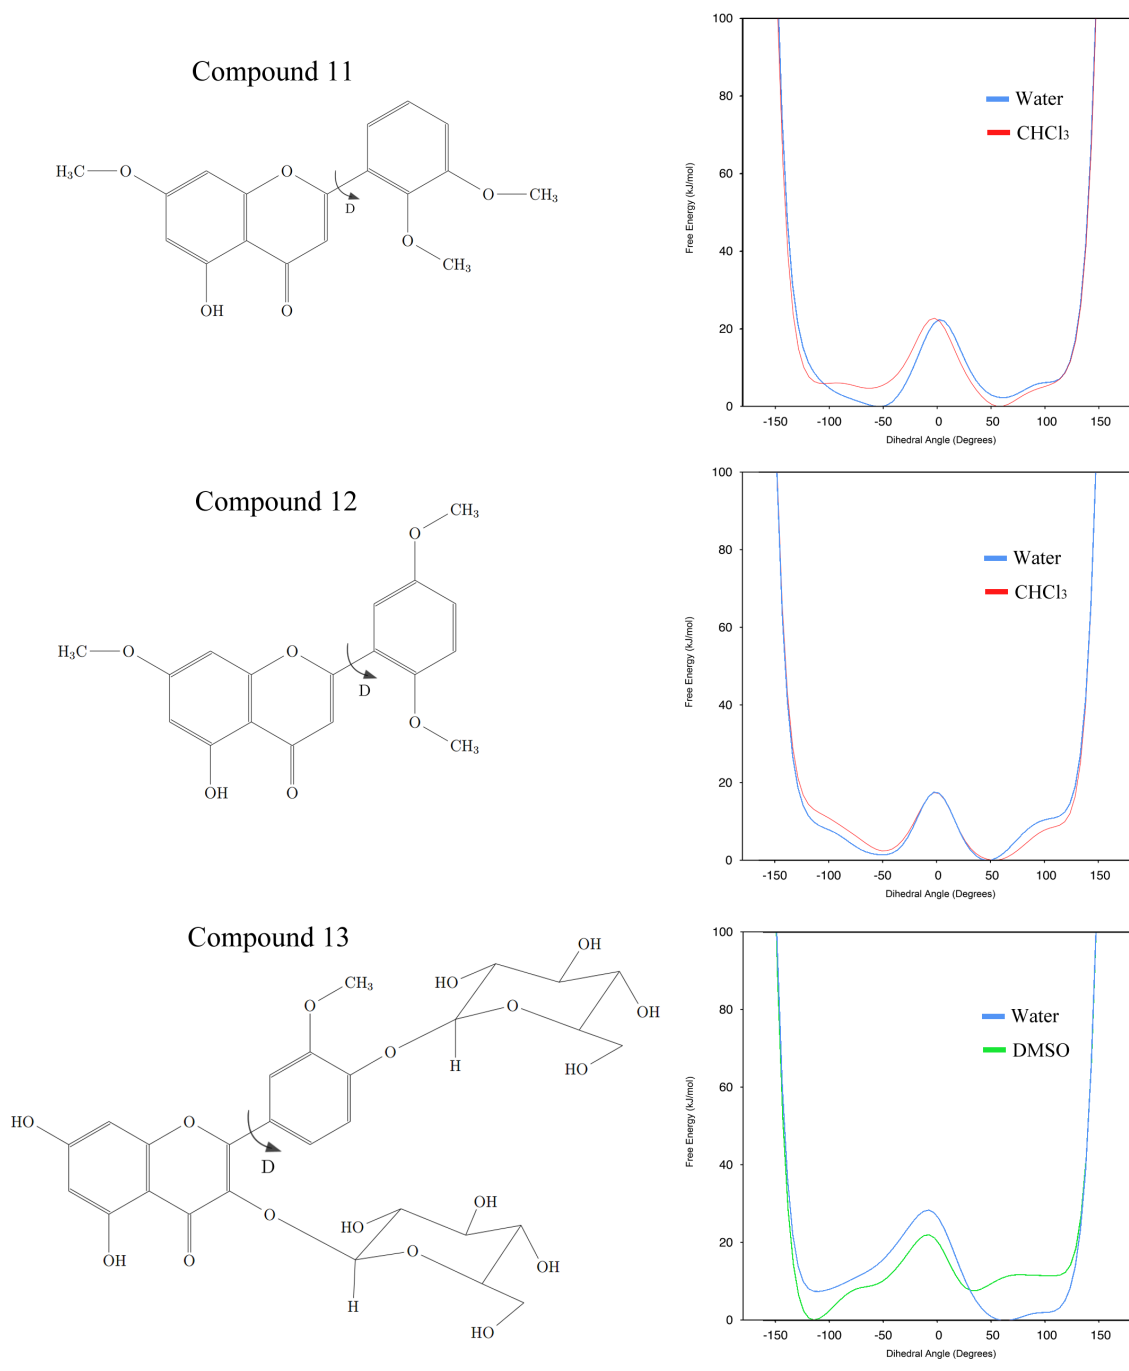 Compound 11
H₃C
O
O
O
CH₃
D
O
CH₃
OH
O
100
80
60
40
20
0
Free Energy (kJ/mol)
Water
CHCl₃
-150 -100 -50 0 50 100 150
Dihedral Angle (Degrees)
Compound 12
CH₃
O
H₃C
O
O
D
O
CH₃
OH
O
100
80
60
40
20
0
Free Energy (kJ/mol)
Water
CHCl₃
-150 -100 -50 0 50 100 150
Dihedral Angle (Degrees)
Compound 13
OH
HO
CH₃
O
O
OH
O
H
HO
HO
O
D
OH
HO
O
O
OH
O
OH
H
HO
100
80
60
40
20
0
Free Energy (kJ/mol)
Water
DMSO
-150 -100 -50 0 50 100 150
Dihedral Angle (Degrees)